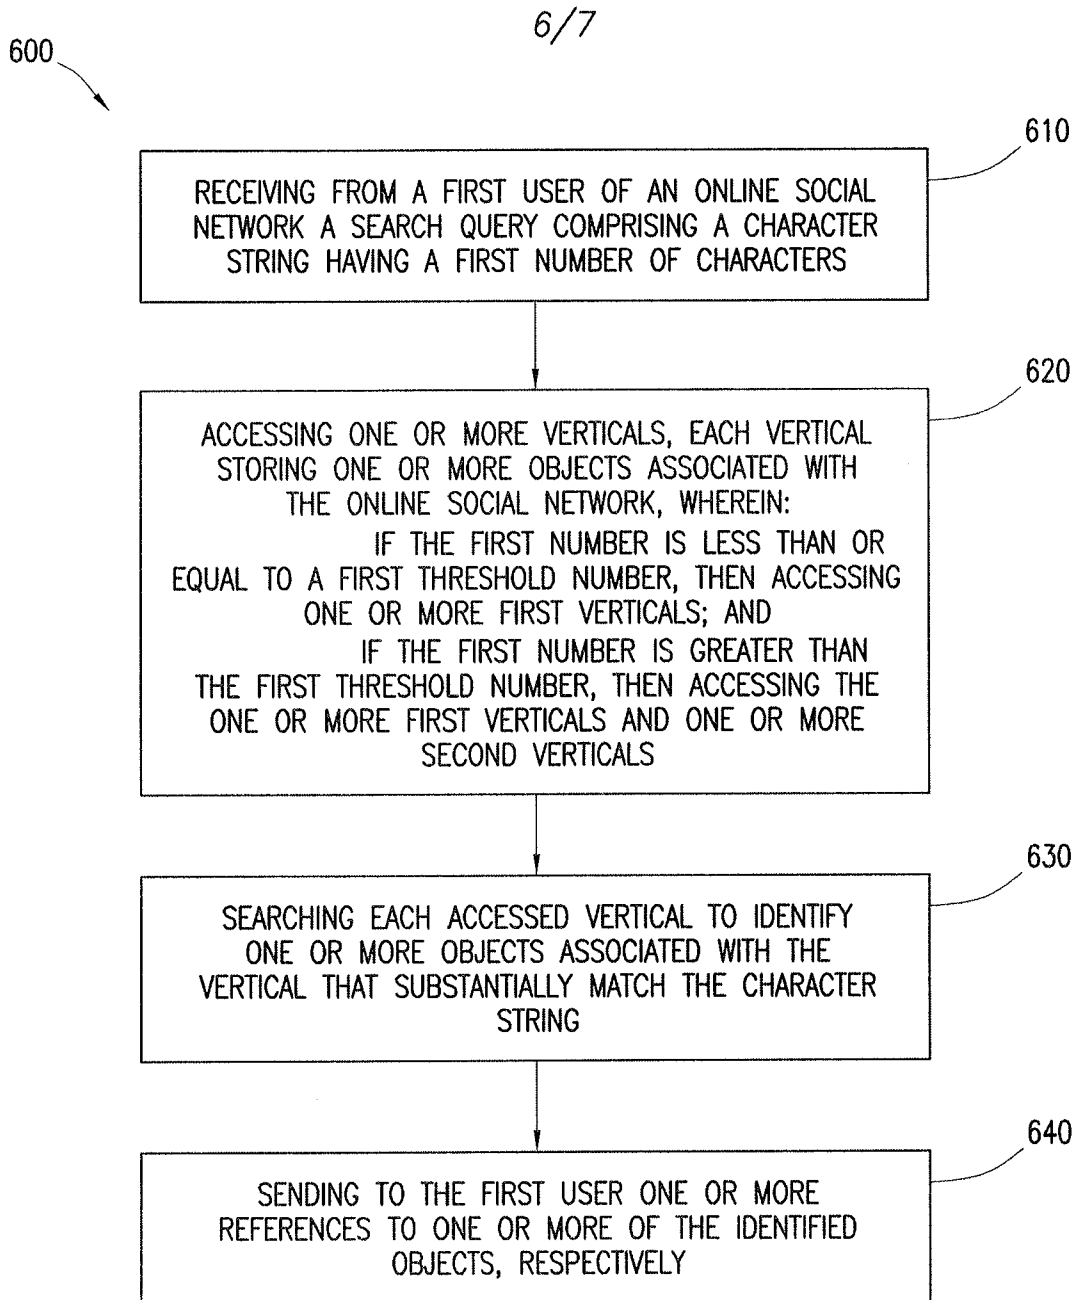 6/7
600
610
RECEIVING FROM A FIRST USER OF AN ONLINE SOCIAL
NETWORK A SEARCH QUERY COMPRISING A CHARACTER
STRING HAVING A FIRST NUMBER OF CHARACTERS
620
ACCESSING ONE OR MORE VERTICALS, EACH VERTICAL
STORING ONE OR MORE OBJECTS ASSOCIATED WITH
THE ONLINE SOCIAL NETWORK, WHEREIN:
IF THE FIRST NUMBER IS LESS THAN OR
EQUAL TO A FIRST THRESHOLD NUMBER, THEN ACCESSING
ONE OR MORE FIRST VERTICALS; AND
IF THE FIRST NUMBER IS GREATER THAN
THE FIRST THRESHOLD NUMBER, THEN ACCESSING THE
ONE OR MORE FIRST VERTICALS AND ONE OR MORE
SECOND VERTICALS
630
SEARCHING EACH ACCESSED VERTICAL TO IDENTIFY
ONE OR MORE OBJECTS ASSOCIATED WITH THE
VERTICAL THAT SUBSTANTIALLY MATCH THE CHARACTER
STRING
640
SENDING TO THE FIRST USER ONE OR MORE
REFERENCES TO ONE OR MORE OF THE IDENTIFIED
OBJECTS, RESPECTIVELY